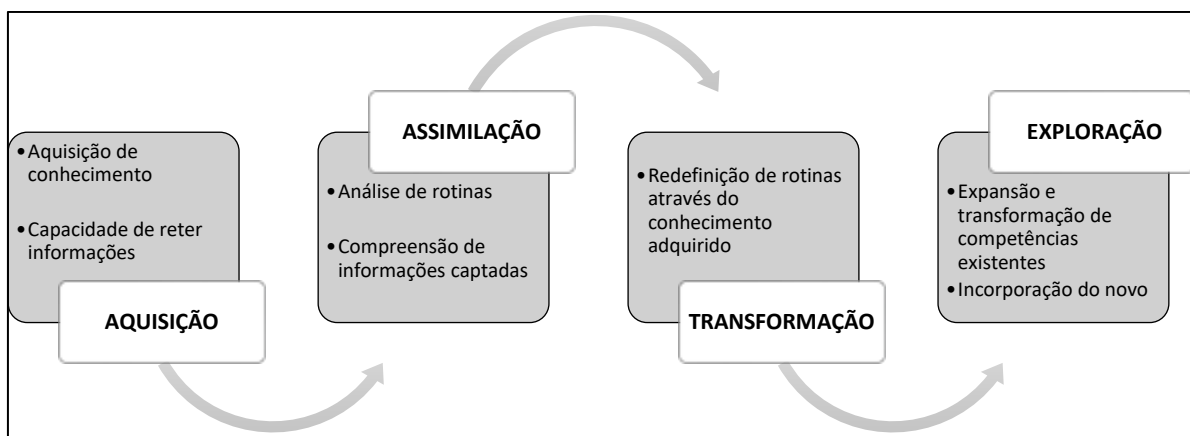 •Aquisição de
conhecimento
•Capacidade de reter
informações
AQUISIÇÃO
ASSIMILAÇÃO
•Análise de rotinas
•Compreensão de
informações captadas
•Redefinição de rotinas
através do
conhecimento
adquirido
TRANSFORMAÇÃO
EXPLORAÇÃO
•Expansão e
transformação de
competências
existentes
•Incorporação do novo